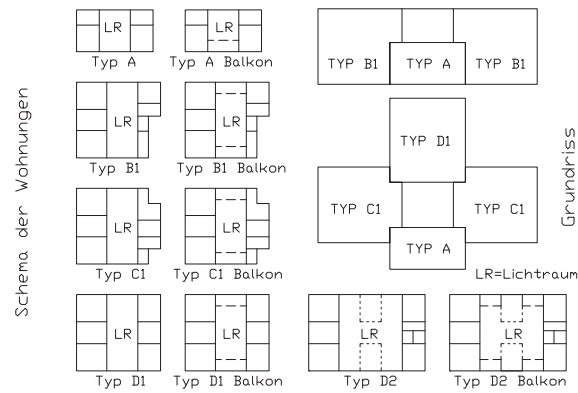 Schema der Wohnungen
LR
Typ A
LR
Typ A Balkon
LR
Typ B1
LR
Typ B1 Balkon
LR
Typ C1
LR
Typ C1 Balkon
LR
Typ D1
LR
Typ D1 Balkon
TYP B1 TYP A TYP B1
TYP D1
TYP C1 TYP C1
TYP A
LR=Lichtraum
LR
Typ D2
LR
Typ D2 Balkon
Grundriss